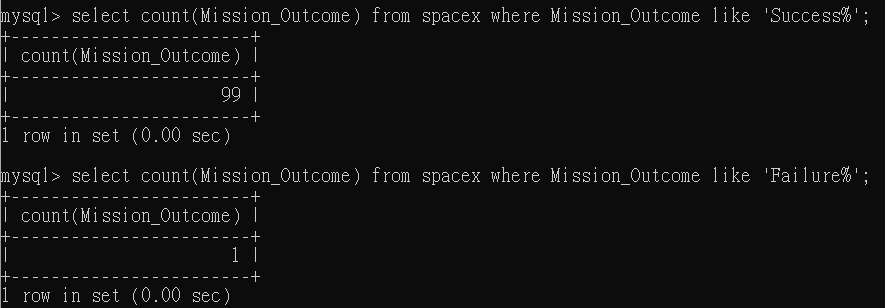 mysql> select count(Mission_Outcome) from spacex where Mission_Outcome like 'Success%';
+------------------------+
| count(Mission_Outcome) |
+------------------------+
|                     99 |
+------------------------+
1 row in set (0.00 sec)
mysql> select count(Mission_Outcome) from spacex where Mission_Outcome like 'Failure%';
+------------------------+
| count(Mission_Outcome) |
+------------------------+
|                      1 |
+------------------------+
1 row in set (0.00 sec)